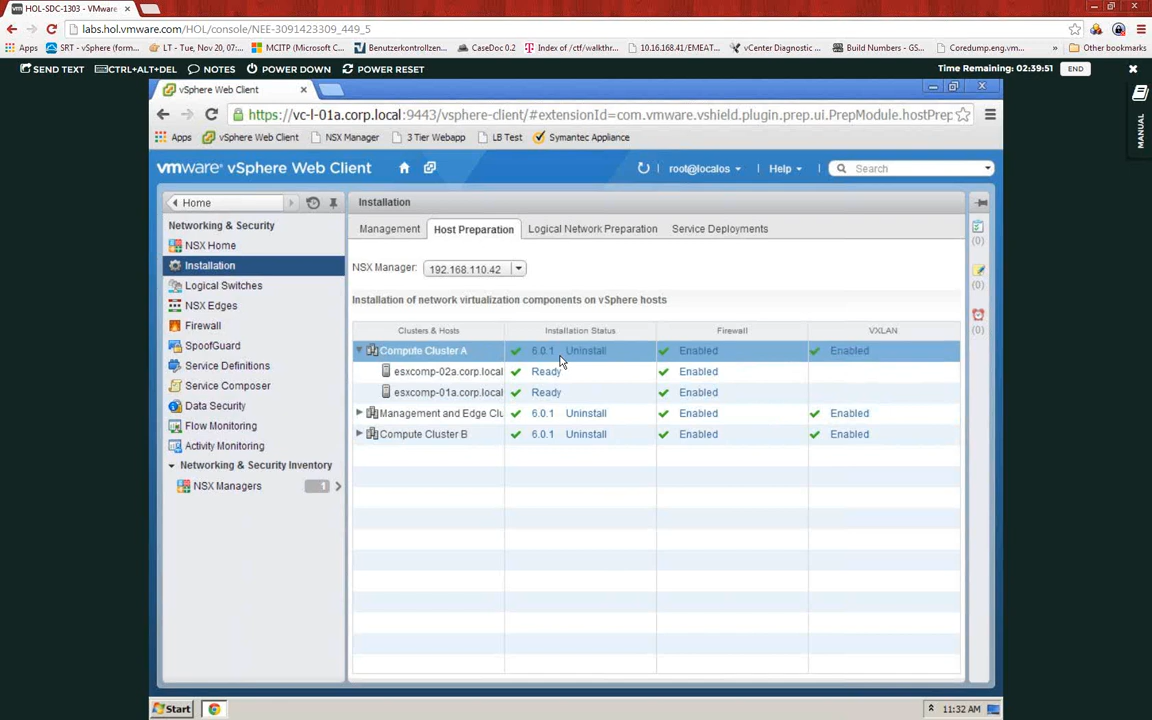 HOL-SDC-1303 - VMware ×
labs.hol.vmware.com/HOL/console/NEE-3091423309_449_5
Apps SRT - vSphere (form... LT - Tue, Nov 20, 07:... MCITP (Microsoft C... Benutzerkontrollzen... CaseDoc 0.2 Index of /ctf/walkthr... 10.16.168.41/EMEAT... vCenter Diagnostic ... Build Numbers - GS... Coredump.eng.vm... » Other bookmarks
SEND TEXT CTRL+ALT+DEL NOTES POWER DOWN POWER RESET Time Remaining: 02:39:51 END
MANUAL
vSphere Web Client ×
https://vc-l-01a.corp.local:9443/vsphere-client/#extensionId=com.vmware.vshield.plugin.prep.ui.PrepModule.hostPrep
Apps vSphere Web Client NSX Manager 3 Tier Webapp LB Test Symantec Appliance
vmware® vSphere Web Client root@localos Help Search
Home
Networking & Security
NSX Home
Installation
Logical Switches
NSX Edges
Firewall
SpoofGuard
Service Definitions
Service Composer
Data Security
Flow Monitoring
Activity Monitoring
Networking & Security Inventory
NSX Managers 1
Installation
Management Host Preparation Logical Network Preparation Service Deployments
NSX Manager: 192.168.110.42
Installation of network virtualization components on vSphere hosts
Clusters & Hosts Installation Status Firewall VXLAN
Compute Cluster A 6.0.1 Uninstall Enabled Enabled
esxcomp-02a.corp.local Ready Enabled
esxcomp-01a.corp.local Ready Enabled
Management and Edge Clu 6.0.1 Uninstall Enabled Enabled
Compute Cluster B 6.0.1 Uninstall Enabled Enabled
(0)
(0)
(0)
Start 11:32 AM